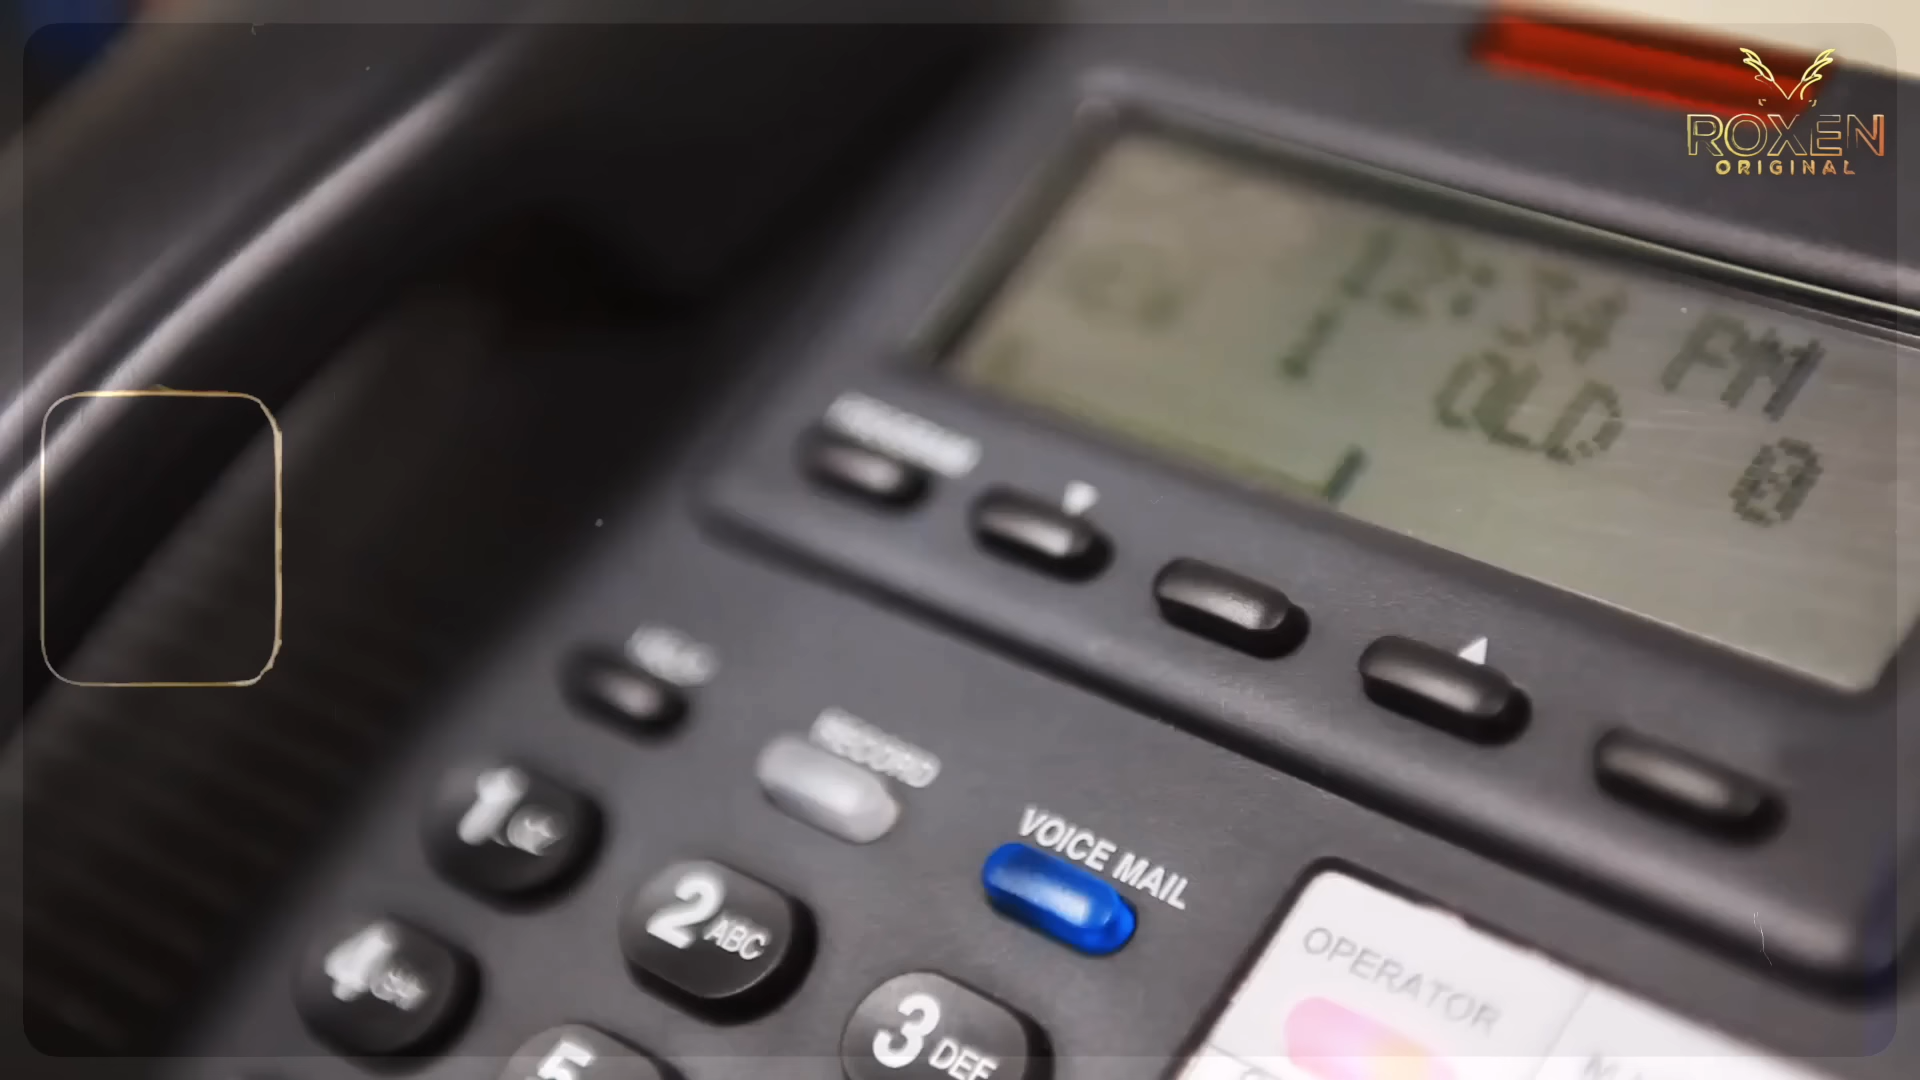 ROXEN
ORIGINAL
12:34 PM
OLD 0
RECORD
VOICE MAIL
1
2 ABC
3 DEF
4
5
OPERATOR